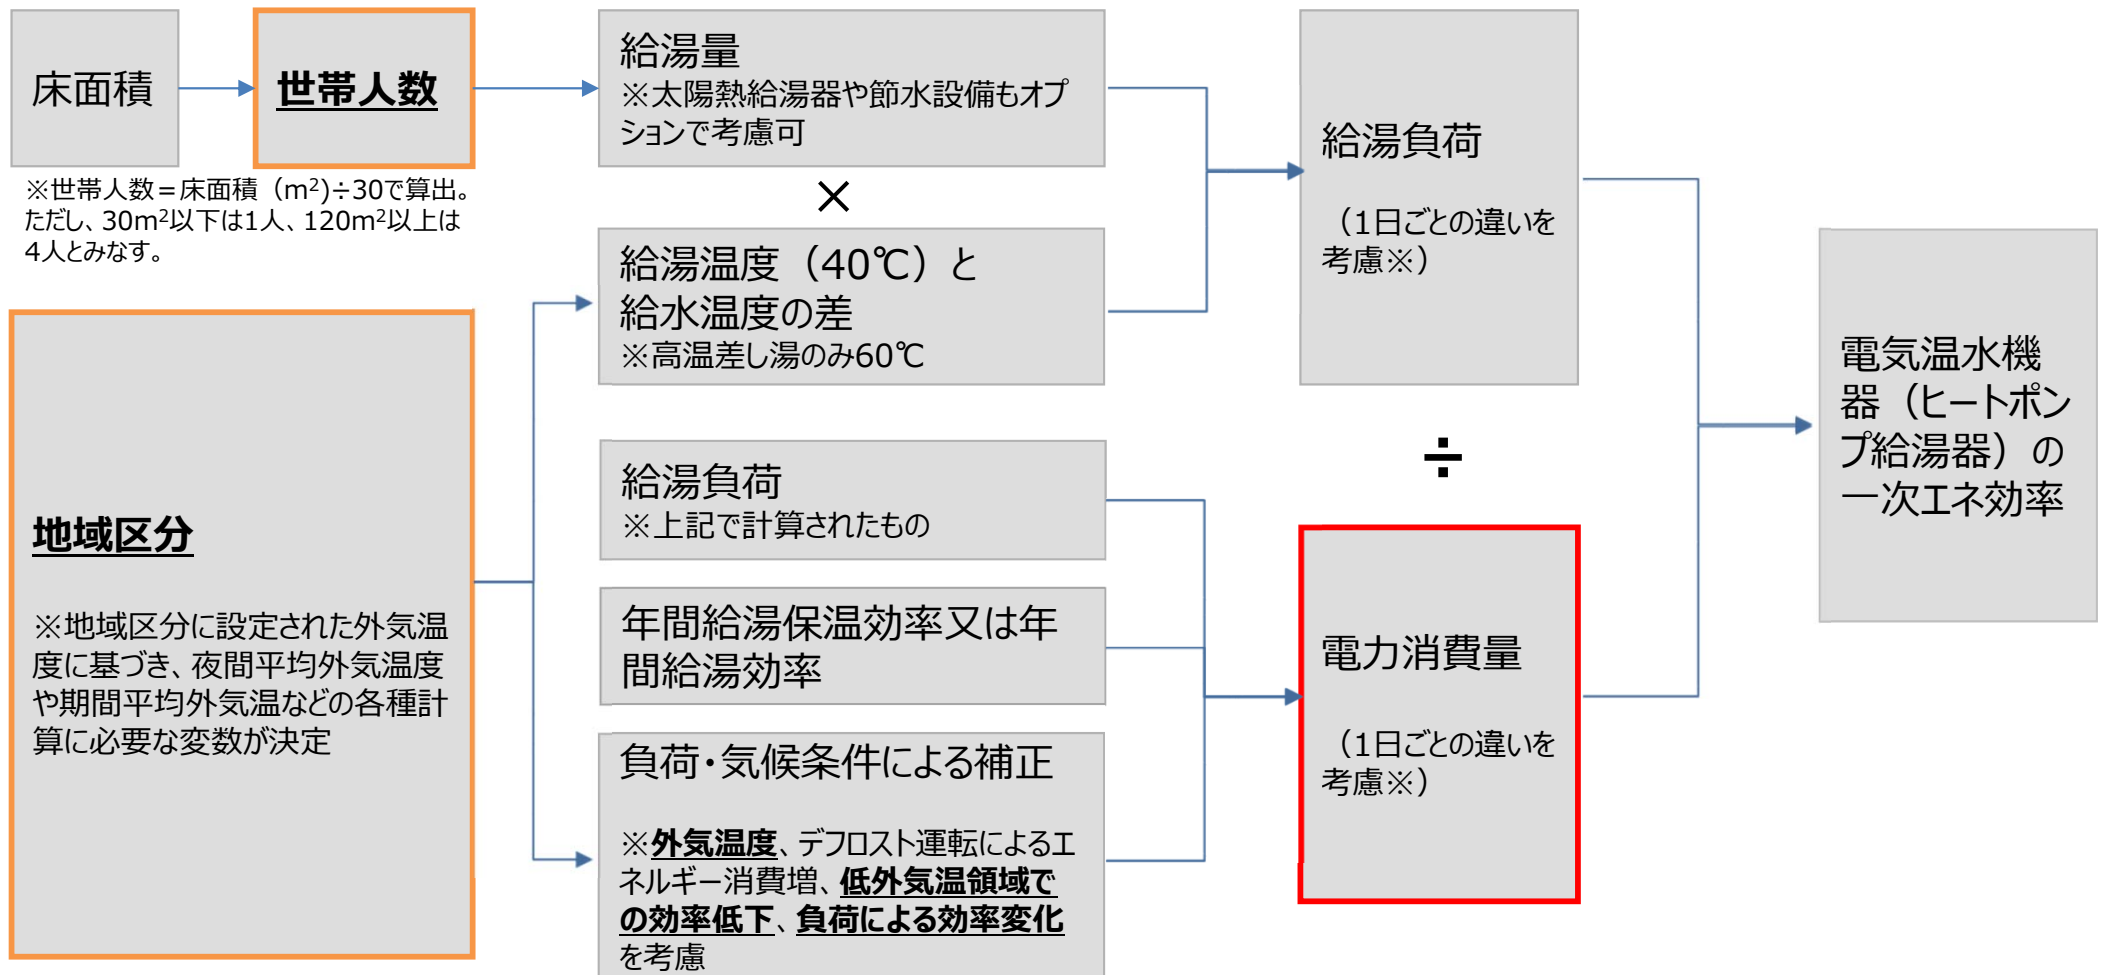 床面積
世帯人数
※世帯人数＝床面積（m²)÷30で算出。
ただし、30m²以下は1人、120m²以上は
4人とみなす。
地域区分
※地域区分に設定された外気温
度に基づき、夜間平均外気温度
や期間平均外気温などの各種計
算に必要な変数が決定
給湯量
※太陽熱給湯器や節水設備もオプ
ションで考慮可
×
給湯温度（40℃）と
給水温度の差
※高温差し湯のみ60℃
給湯負荷
※上記で計算されたもの
年間給湯保温効率又は年
間給湯効率
負荷・気候条件による補正
※外気温度、デフロスト運転によるエ
ネルギー消費増、低外気温領域で
の効率低下、負荷による効率変化
を考慮
給湯負荷
（1日ごとの違いを
考慮※）
÷
電力消費量
（1日ごとの違いを
考慮※）
電気温水機
器（ヒートポン
プ給湯器）の
一次エネ効率